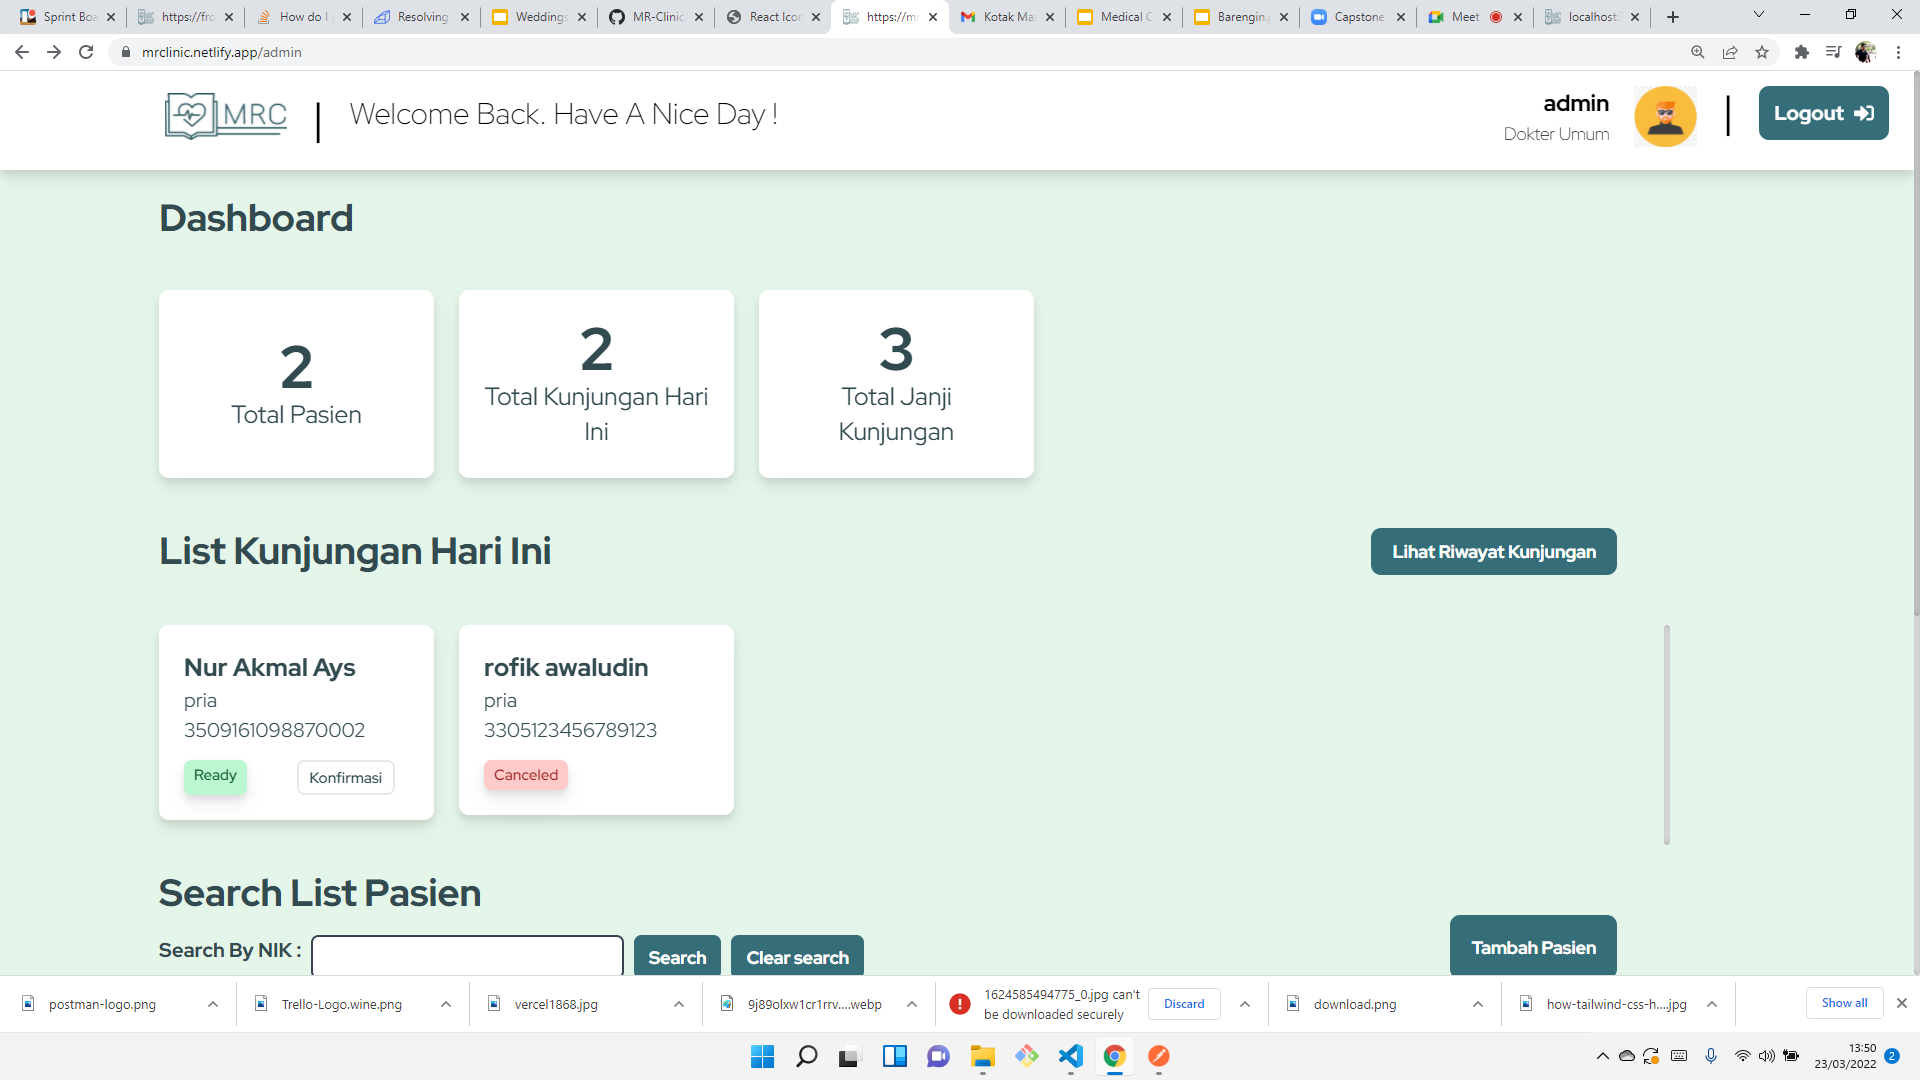 Sprint Boa
https://fro
How do I
Resolving
Weddings
MR-Clinic
React Icon
https://mr
Kotak Mas
Medical C
Barengin.
Capstone
Meet
localhost:
mrclinic.netlify.app/admin
MRC
Welcome Back. Have A Nice Day !
admin
Dokter Umum
Logout
Dashboard
2
Total Pasien
2
Total Kunjungan Hari
Ini
3
Total Janji
Kunjungan
List Kunjungan Hari Ini
Lihat Riwayat Kunjungan
Nur Akmal Ays
pria
3509161098870002
Ready
Konfirmasi
rofik awaludin
pria
3305123456789123
Canceled
Search List Pasien
Search By NIK :
Search
Clear search
Tambah Pasien
postman-logo.png
Trello-Logo.wine.png
vercel1868.jpg
9j89olxw1cr1rrv....webp
1624585494775_0.jpg can't
be downloaded securely
Discard
download.png
how-tailwind-css-h....jpg
Show all
13:50
23/03/2022
2